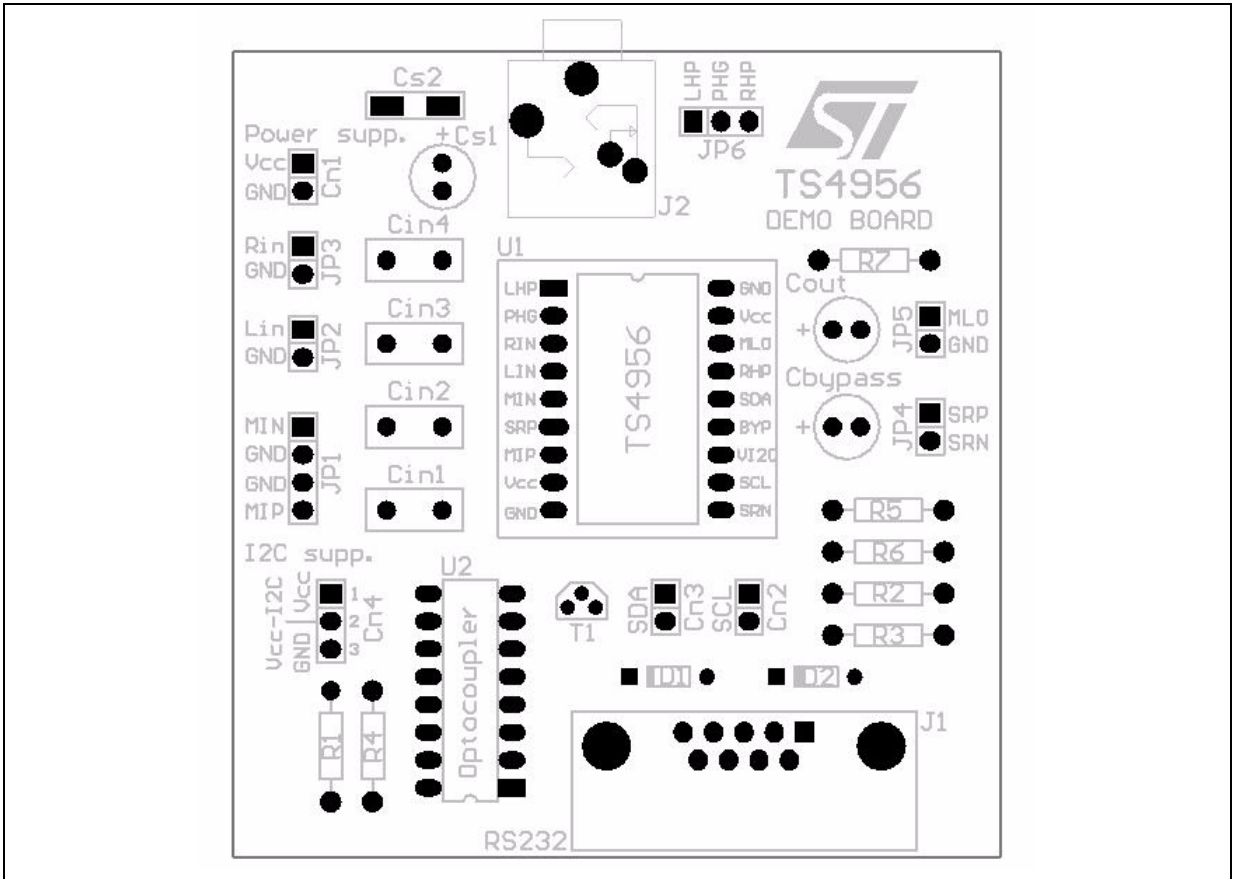 Cs2
LHP
PHG
RHP
JP6
ST
TS4956
DEMO BOARD
Power supp.
+Cs1
Vcc
GND
Cn1
J2
Cin4
Rin
GND
JP3
U1
R7
Cout
+
JP5
MLO
GND
Cin3
Lin
GND
JP2
LHP
PHG
RIN
LIN
MIN
SRP
MIP
Vcc
GND
TS4956
GND
Vcc
MLO
RHP
SDA
BYP
VI2C
SCL
SRN
Cbypass
+
JP4
SRP
SRN
Cin2
MIN
GND
GND
MIP
JP1
Cin1
R5
R6
R2
R3
I2C supp.
Vcc-I2C
GND
Vcc
1
2
3
Cn4
U2
Optocoupler
T1
SDA
Cn3
SCL
Cn2
D1
D2
R1
R4
J1
RS232